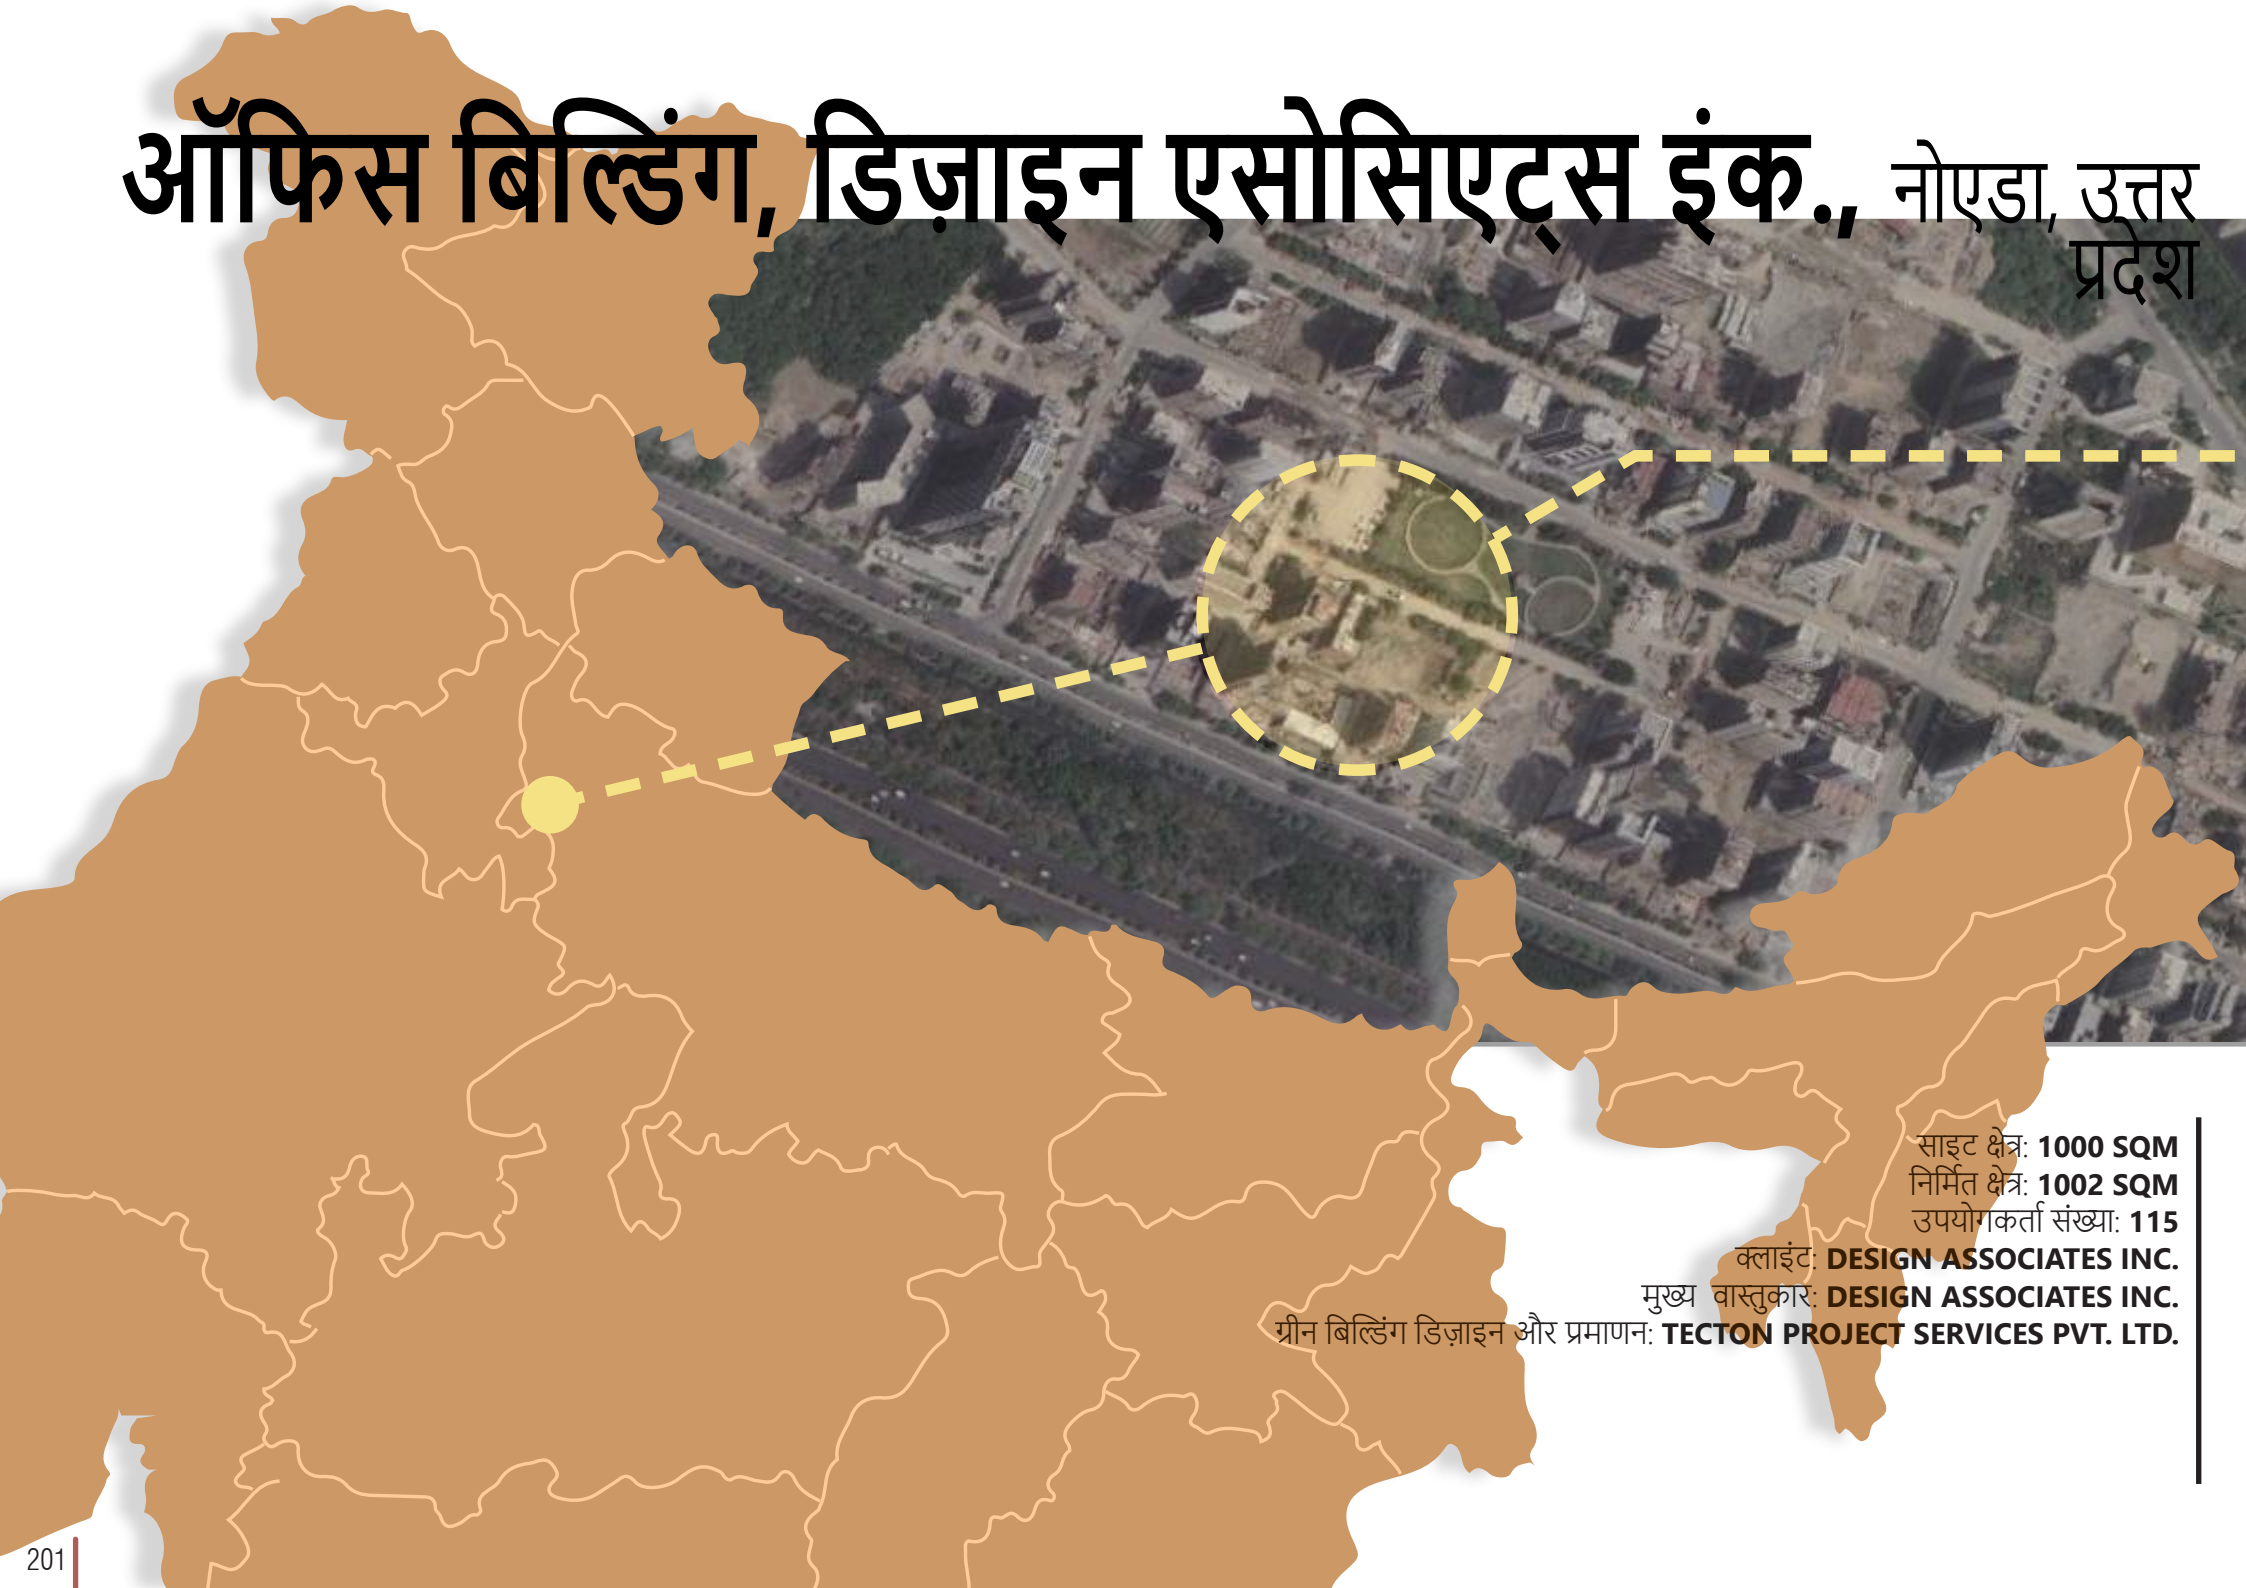 ऑफिस बिल्डिंग, डिज़ाइन एसोसिएट्स इंक., नोएडा, उत्तर
प्रदेश
साइट क्षेत्र: 1000 SQM
निर्मित क्षेत्र: 1002 SQM
उपयोगकर्ता संख्या: 115
क्लाइंट: DESIGN ASSOCIATES INC.
मुख्य वास्तुकार: DESIGN ASSOCIATES INC.
ग्रीन बिल्डिंग डिज़ाइन और प्रमाणन: TECTON PROJECT SERVICES PVT. LTD.
201